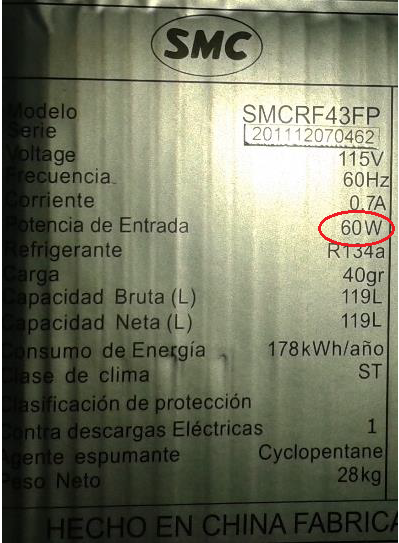 SMC
Modelo SMCRF43FP
Serie 201112070462
Voltage 115V
Frecuencia 60Hz
Corriente 0.7A
Potencia de Entrada 60W
Refrigerante R134a
Carga 40gr
Capacidad Bruta (L) 119L
Capacidad Neta (L) 119L
Consumo de Energía 178kWh/año
Clase de clima ST
Clasificación de protección
Contra descargas Eléctricas 1
Agente espumante Cyclopentane
Peso Neto 28kg
HECHO EN CHINA FABRICA